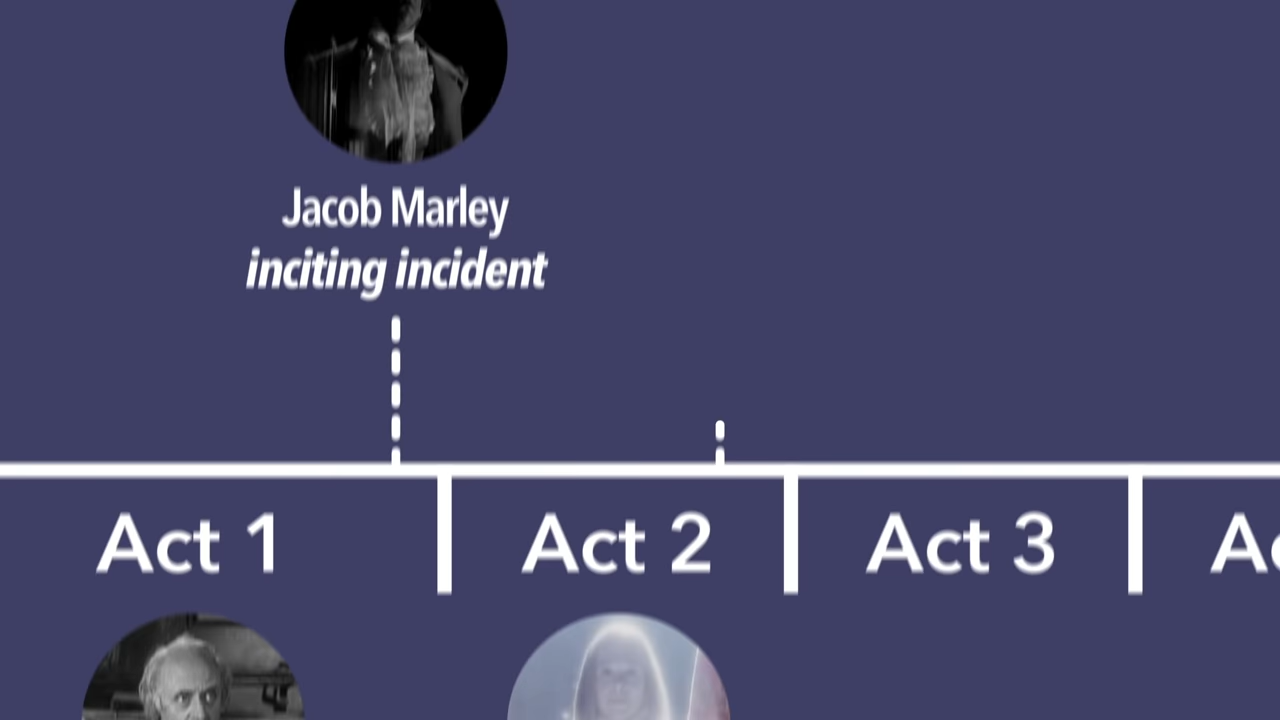 Jacob Marley
inciting incident
Act 1
Act 2
Act 3